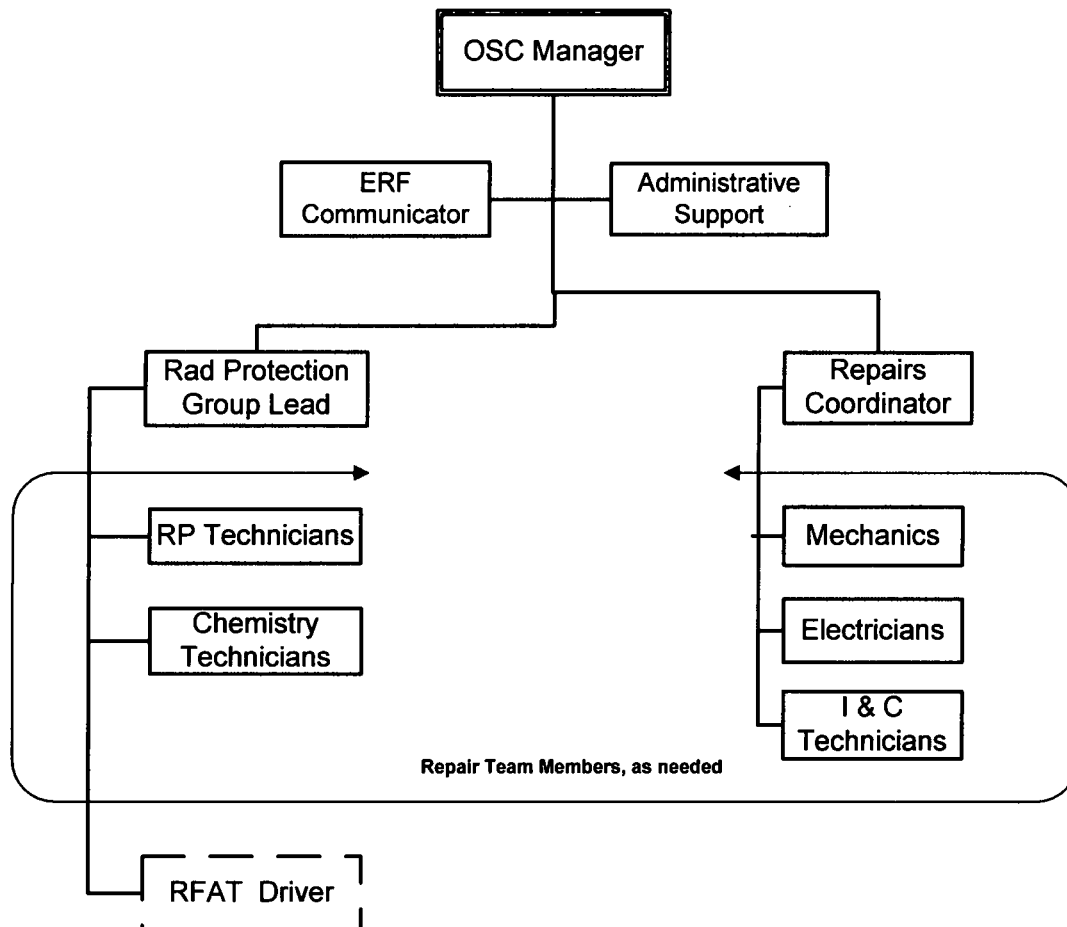 OSC Manager
ERF
Communicator
Administrative
Support
Rad Protection
Group Lead
Repairs
Coordinator
RP Technicians
Mechanics
Chemistry
Technicians
Electricians
I & C
Technicians
Repair Team Members, as needed
RFAT Driver